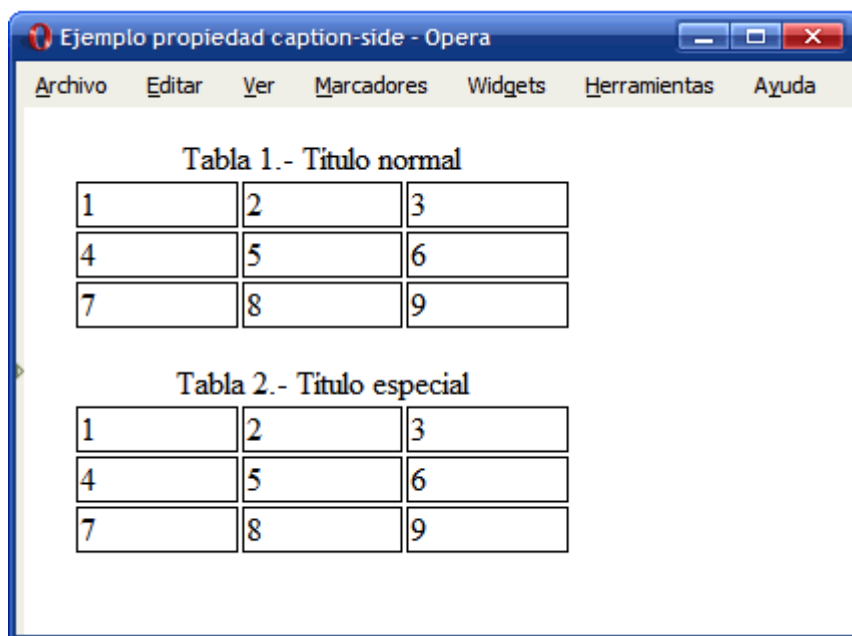 Ejemplo propiedad caption-side - Opera
Archivo Editar Ver Marcadores Widgets Herramientas Ayuda
Tabla 1.- Título normal
1 2 3
4 5 6
7 8 9
Tabla 2.- Título especial
1 2 3
4 5 6
7 8 9